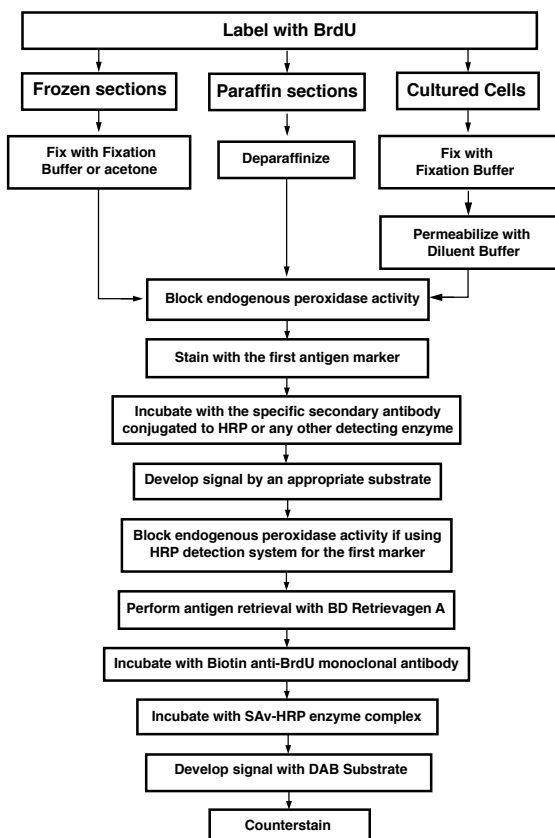 Label with BrdU
Frozen sections
Paraffin sections
Cultured Cells
Fix with Fixation
Buffer or acetone
Deparaffinize
Fix with
Fixation Buffer
Permeabilize with
Diluent Buffer
Block endogenous peroxidase activity
Stain with the first antigen marker
Incubate with the specific secondary antibody
conjugated to HRP or any other detecting enzyme
Develop signal by an appropriate substrate
Block endogenous peroxidase activity if using
HRP detection system for the first marker
Perform antigen retrieval with BD Retrievagen A
Incubate with Biotin anti-BrdU monoclonal antibody
Incubate with SAv-HRP enzyme complex
Develop signal with DAB Substrate
Counterstain